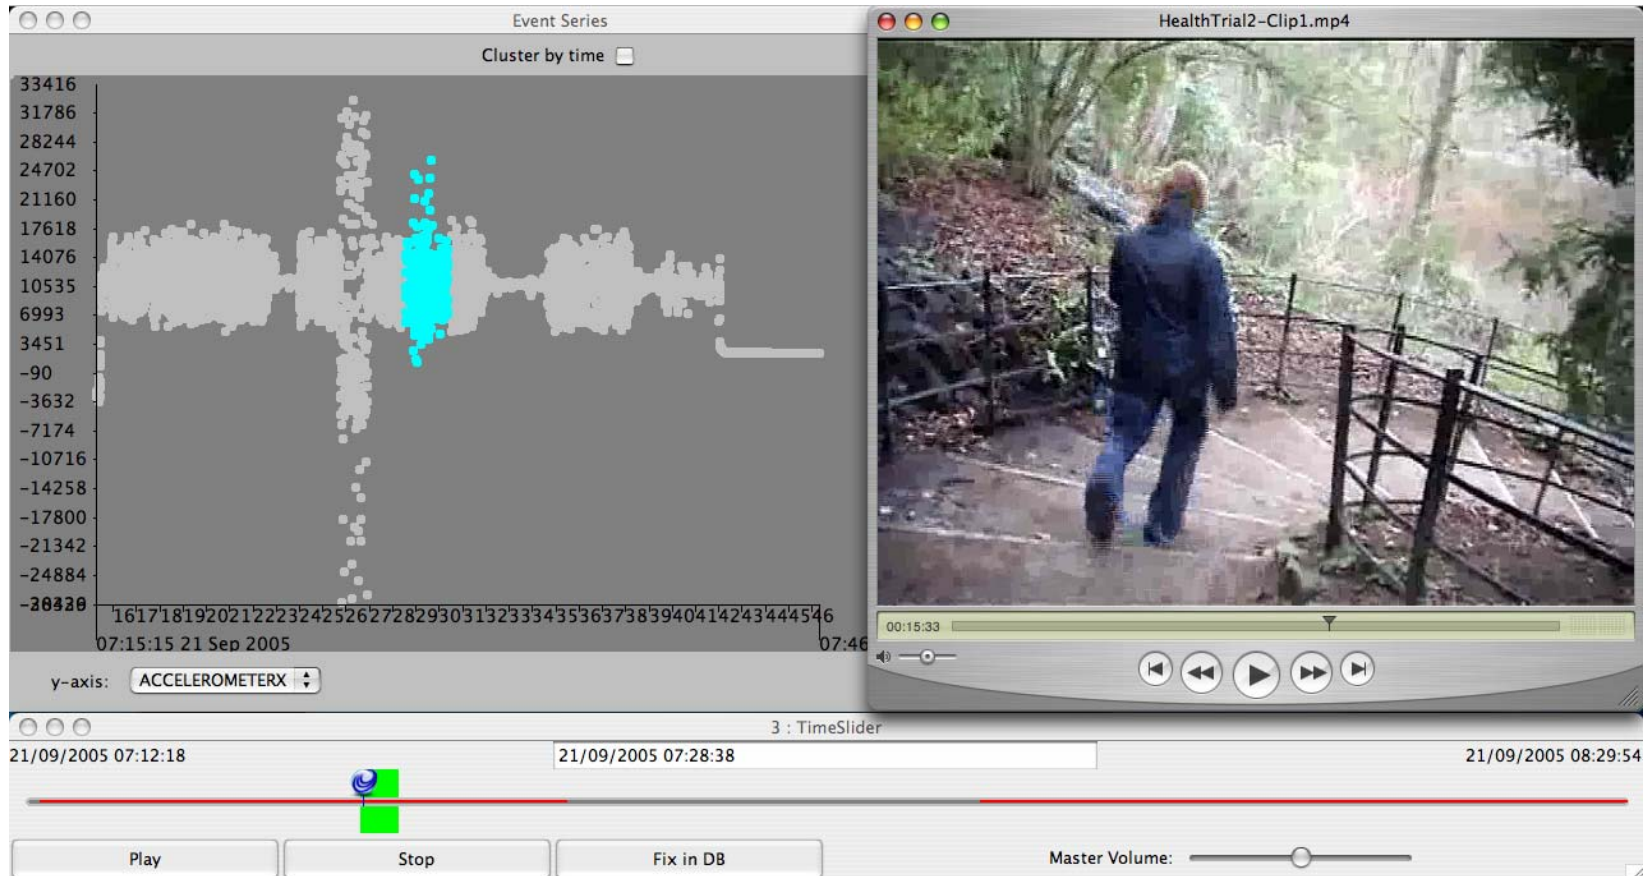 Event Series
Cluster by time
33416
31786
28244
24702
21160
17618
14076
10535
6993
3451
-90
-3632
-7174
-10716
-14258
-17800
-21342
-24884
16171819202122232425262728293031323334353637383940414243444546
07:15:15 21 Sep 2005
07:46
y-axis: ACCELEROMETERX
HealthTrial2-Clip1.mp4
00:15:33
3 : TimeSlider
21/09/2005 07:12:18 21/09/2005 07:28:38 21/09/2005 08:29:54
Play Stop Fix in DB Master Volume: